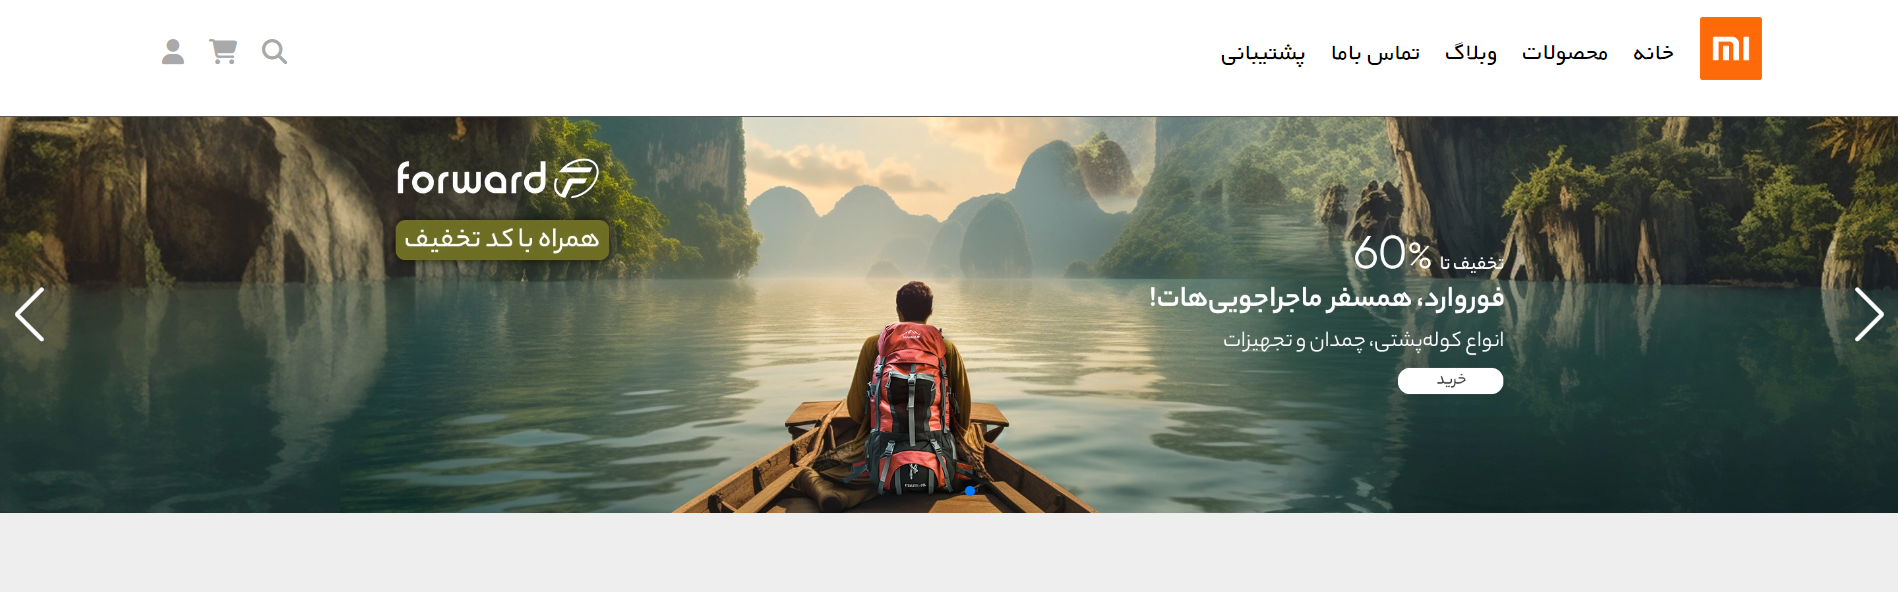 mi
خانه
محصولات
وبلاگ
تماس باما
پشتیبانی
forward
همراه با کد تخفیف
تخفیف تا 60%
فوروارد، همسفر ماجراجویی‌هات!
انواع کوله‌پشتی، چمدان و تجهیزات
خرید